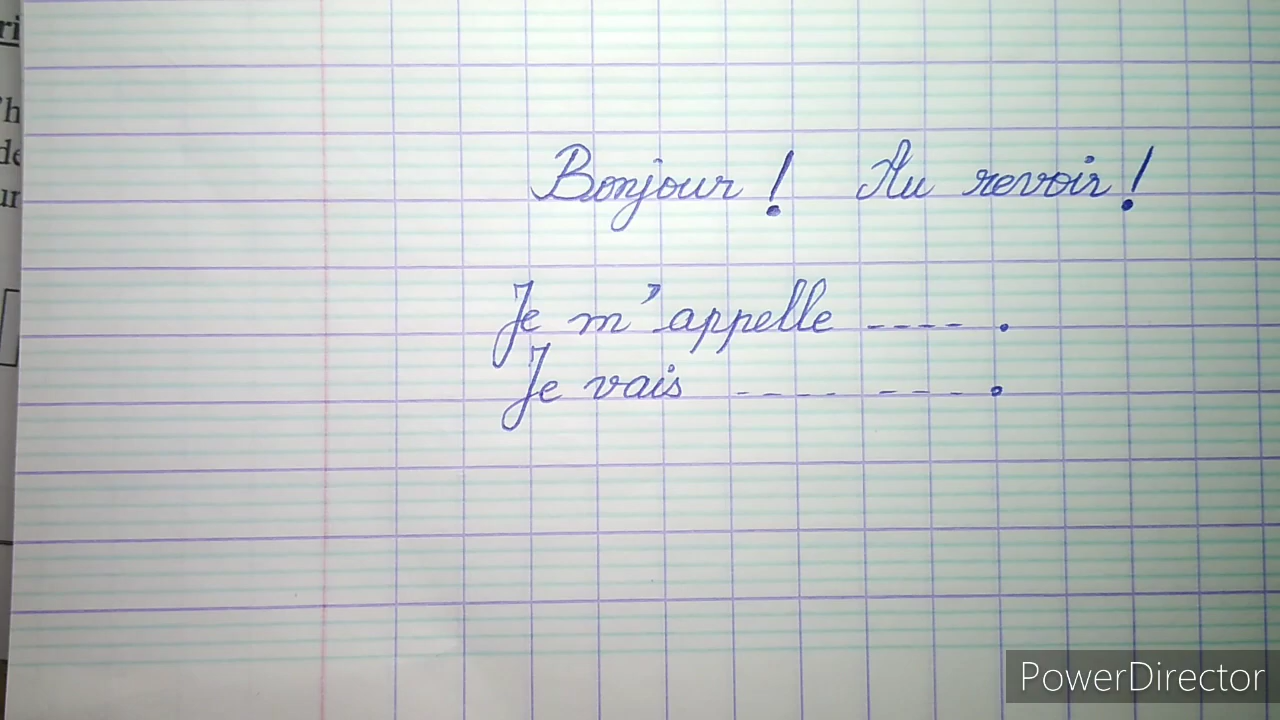 Bonjour ! Au revoir !
Je m'appelle ---- .
Je vais ---- ---- .
PowerDirector